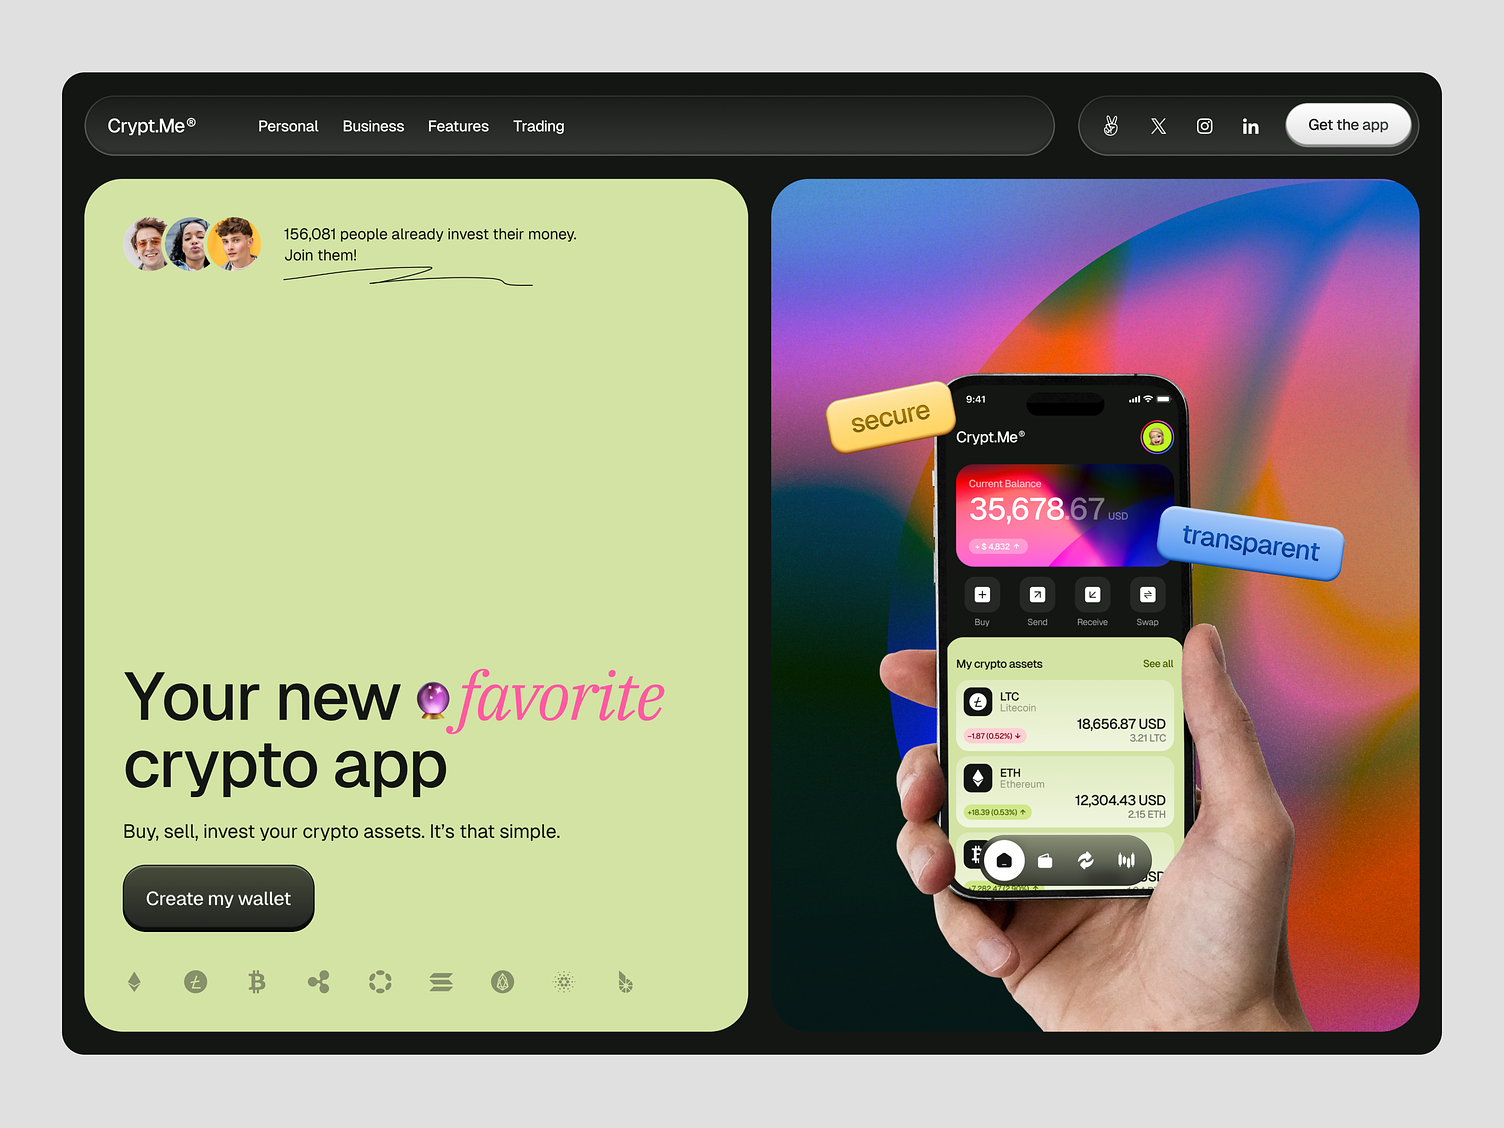 Crypt.Me®
Personal
Business
Features
Trading
Get the app
156,081 people already invest their money.
Join them!
Your new favorite
crypto app
Buy, sell, invest your crypto assets. It’s that simple.
Create my wallet
secure
transparent
9:41
Crypt.Me®
Current Balance
35,678.67 USD
+ $ 4,832 ↑
Buy
Send
Receive
Swap
My crypto assets
See all
LTC
Litecoin
18,656.87 USD
−1.87 (0.52%) ↓
3.21 LTC
ETH
Ethereum
12,304.43 USD
+18.39 (0.53%) ↑
2.15 ETH